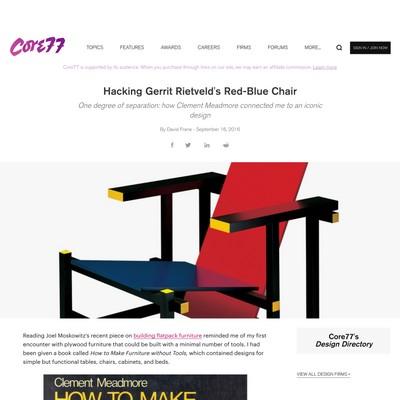 CORE77
TOPICS FEATURES AWARDS CAREERS FIRMS FORUMS MORE... SIGN IN / JOIN NOW
Core77 is supported by its audience. When you purchase through links on our site, we may earn an affiliate commission. Learn more
Hacking Gerrit Rietveld's Red-Blue Chair
One degree of separation: how Clement Meadmore connected me to an iconic
design
By David Frane - September 16, 2016
Reading Joel Moskowitz's recent piece on building flatpack furniture reminded me of my first
encounter with plywood furniture that could be built with a minimal number of tools. I had
been given a book called How to Make Furniture without Tools, which contained designs for
simple but functional tables, chairs, cabinets, and beds.
Core77's
Design Directory
VIEW ALL DESIGN FIRMS
Clement Meadmore
HOW TO MAKE